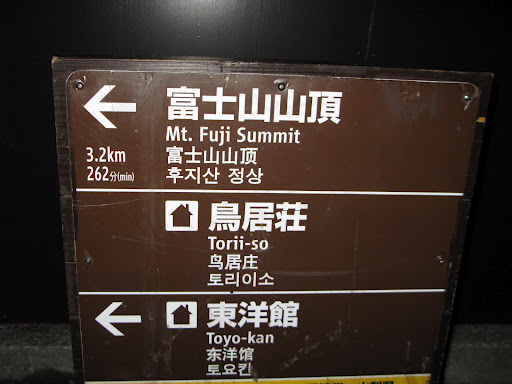 富士山山頂
Mt. Fuji Summit
3.2km
富士山山顶
262分(min)
후지산 정상
鳥居荘
Torii-so
鸟居庄
토리이소
東洋館
Toyo-kan
东洋馆
토요칸